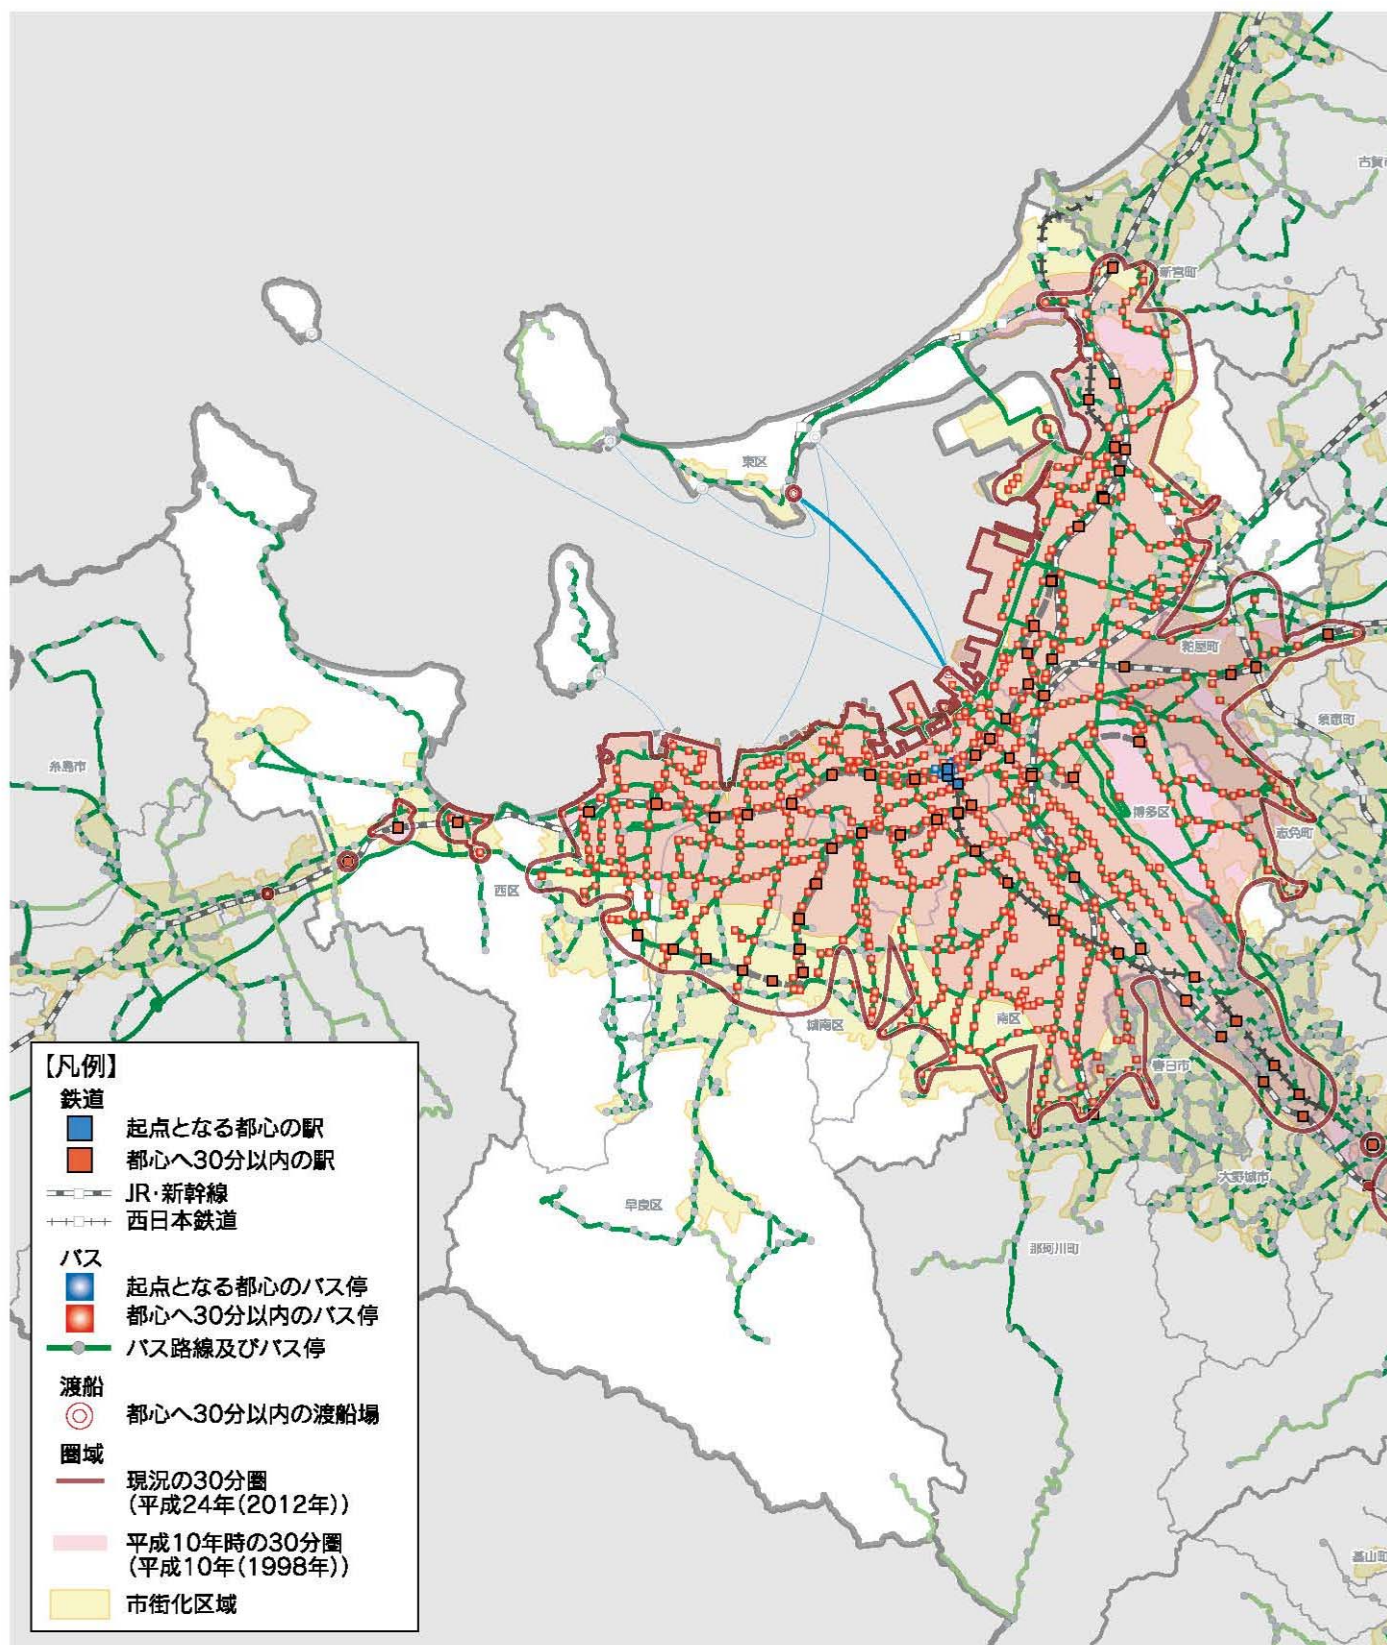 古賀
新宮町
東区
粕屋町
糸島市
須惠町
博多区
志免町
西区
城南区
南区
春日市
大野城市
早良区
那珂川町
基山町
【凡例】
鉄道
起点となる都心の駅
都心へ30分以内の駅
JR・新幹線
西日本鉄道
バス
起点となる都心のバス停
都心へ30分以内のバス停
バス路線及びバス停
渡船
都心へ30分以内の渡船場
圏域
現況の30分圏
(平成24年(2012年))
平成10年時の30分圏
(平成10年(1998年))
市街化区域